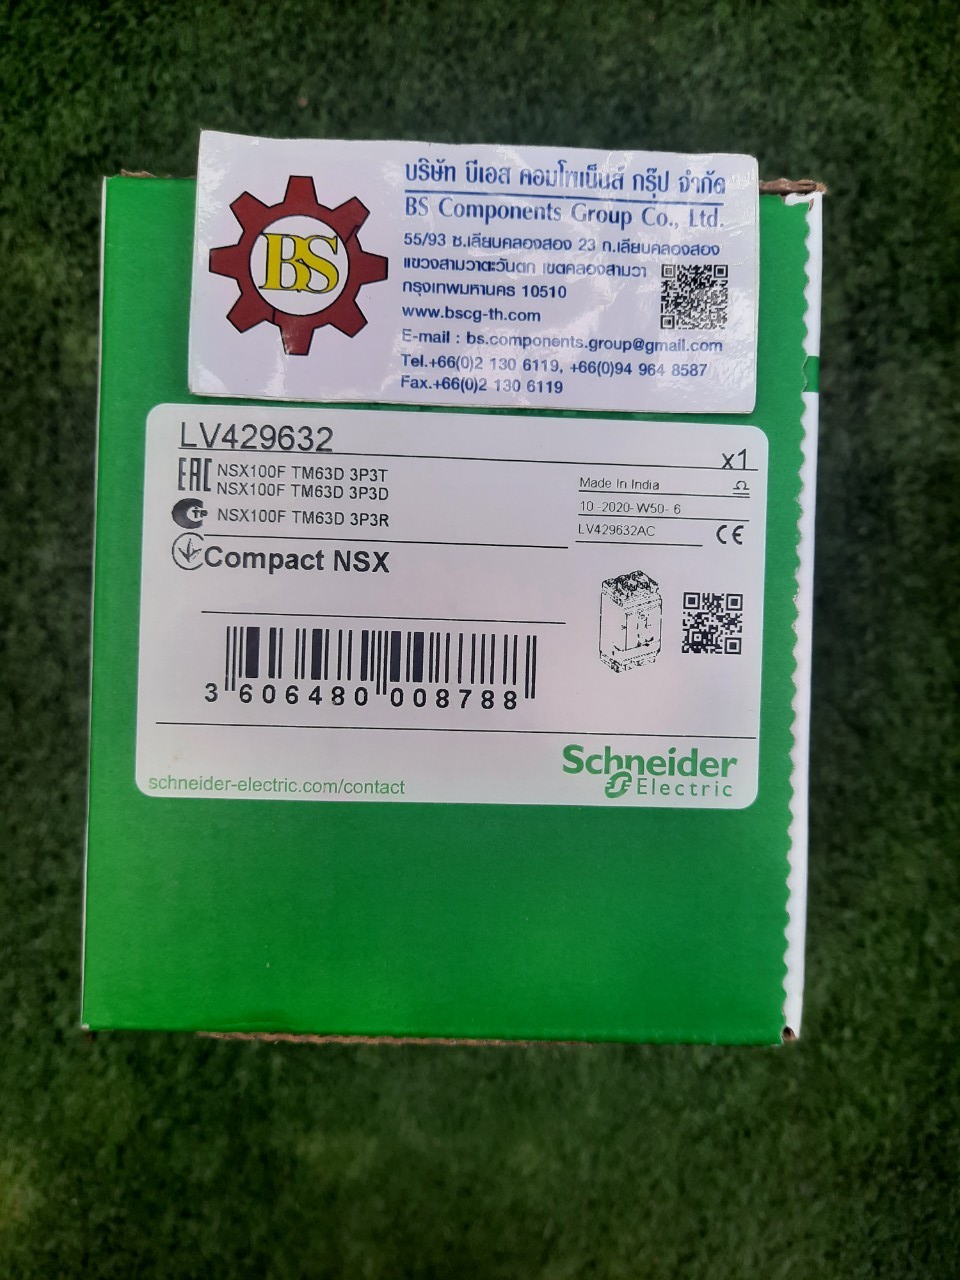 BS
บริษัท บีเอส คอมโพเน็นส์ กรุ๊ป จำกัด
BS Components Group Co., Ltd.
55/93 ซ.เลียบคลองสอง 23 ถ.เลียบคลองสอง
แขวงสามวาตะวันตก เขตคลองสามวา
กรุงเทพมหานคร 10510
www.bscg-th.com
E-mail : bs.components.group@gmail.com
Tel.+66(0)2 130 6119, +66(0)94 964 8587
Fax.+66(0)2 130 6119
LV429632
x1
EAC
NSX100F TM63D 3P3T
NSX100F TM63D 3P3D
NSX100F TM63D 3P3R
Made In India
10-2020-W50-6
LV429632AC
CE
Compact NSX
3 606480 008788
schneider-electric.com/contact
Schneider
Electric